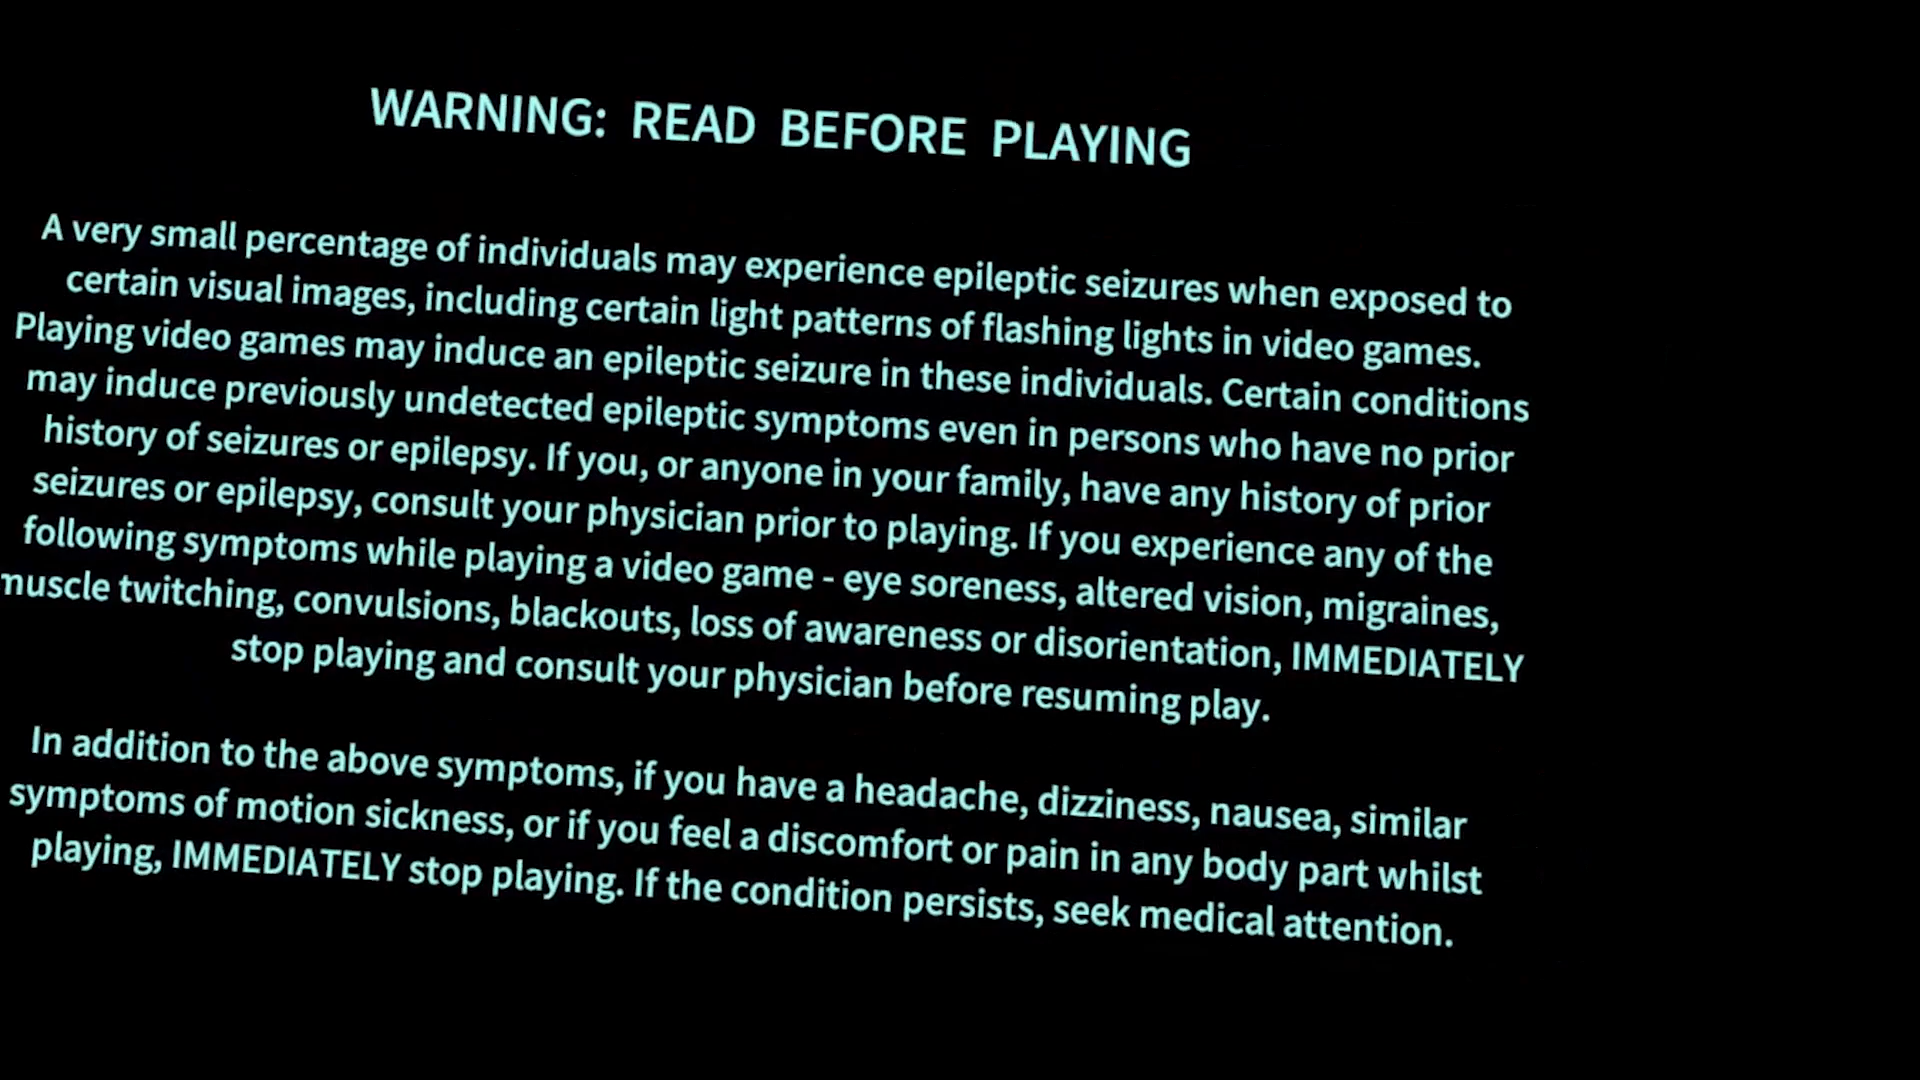 WARNING: READ BEFORE PLAYING
A very small percentage of individuals may experience epileptic seizures when exposed to
certain visual images, including certain light patterns of flashing lights in video games.
Playing video games may induce an epileptic seizure in these individuals. Certain conditions
may induce previously undetected epileptic symptoms even in persons who have no prior
history of seizures or epilepsy. If you, or anyone in your family, have any history of prior
seizures or epilepsy, consult your physician prior to playing. If you experience any of the
following symptoms while playing a video game - eye soreness, altered vision, migraines,
muscle twitching, convulsions, blackouts, loss of awareness or disorientation, IMMEDIATELY
stop playing and consult your physician before resuming play.
In addition to the above symptoms, if you have a headache, dizziness, nausea, similar
symptoms of motion sickness, or if you feel a discomfort or pain in any body part whilst
playing, IMMEDIATELY stop playing. If the condition persists, seek medical attention.